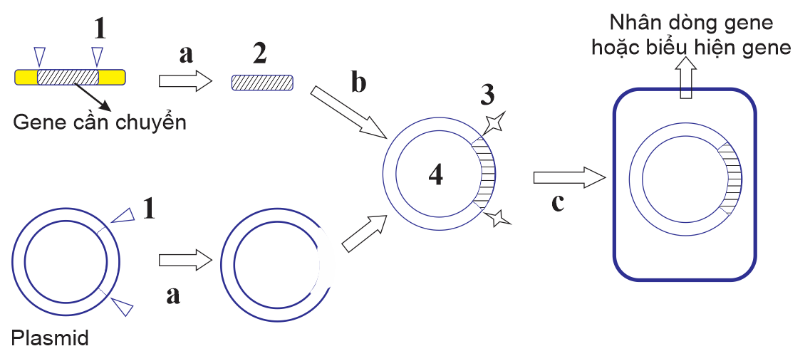 Nhân dòng gene
hoặc biểu hiện gene
1
a
2
b
Gene cần chuyển
3
4
c
1
a
Plasmid